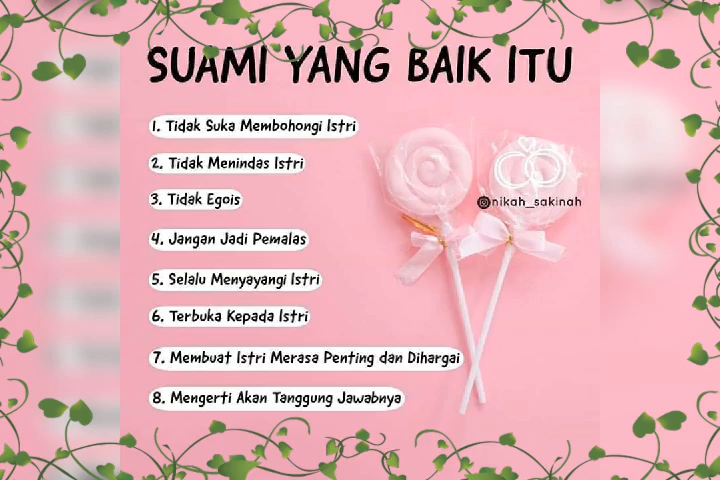 SUAMI YANG BAIK ITU
1. Tidak Suka Membohongi Istri
2. Tidak Menindas Istri
3. Tidak Egois
4. Jangan Jadi Pemalas
5. Selalu Menyayangi Istri
6. Terbuka Kepada Istri
7. Membuat Istri Merasa Penting dan Dihargai
8. Mengerti Akan Tanggung Jawabnya
@nikah_sakinah